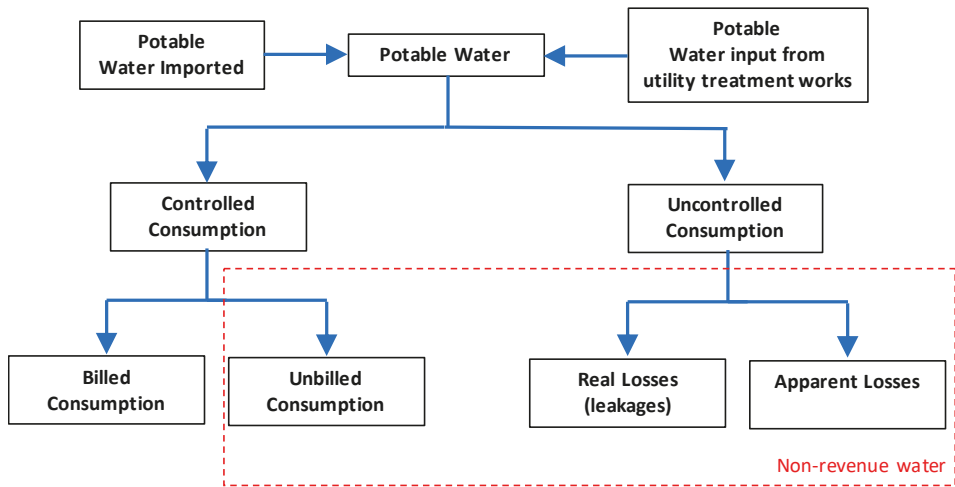 Potable
Water Imported
Potable Water
Potable
Water input from
utility treatment works
Controlled
Consumption
Uncontrolled
Consumption
Billed
Consumption
Unbilled
Consumption
Real Losses
(leakages)
Apparent Losses
Non-revenue water